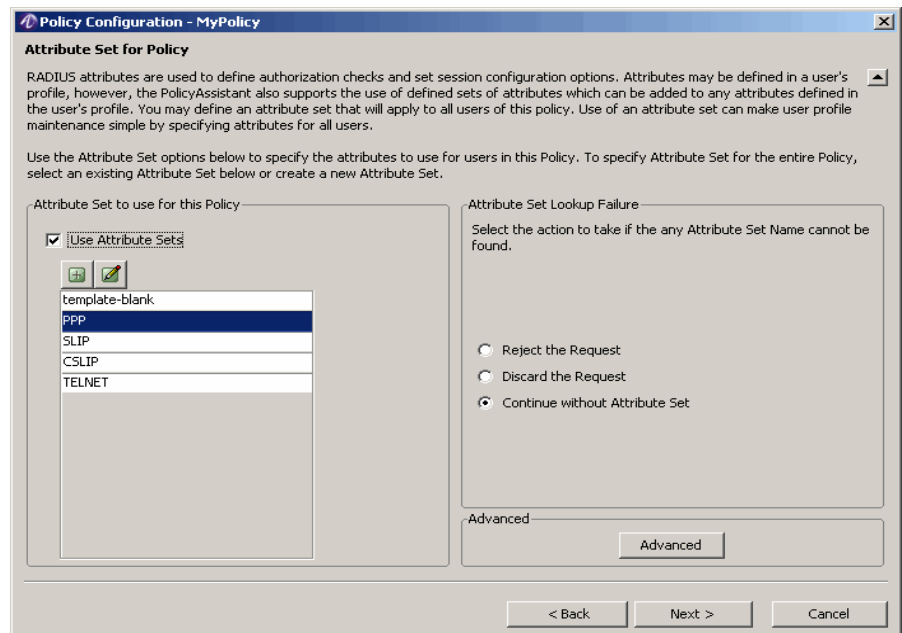 Policy Configuration - MyPolicy
Attribute Set for Policy
RADIUS attributes are used to define authorization checks and set session configuration options. Attributes may be defined in a user's
profile, however, the PolicyAssistant also supports the use of defined sets of attributes which can be added to any attributes defined in
the user's profile. You may define an attribute set that will apply to all users of this policy. Use of an attribute set can make user profile
maintenance simple by specifying attributes for all users.
Use the Attribute Set options below to specify the attributes to use for users in this Policy. To specify Attribute Set for the entire Policy,
select an existing Attribute Set below or create a new Attribute Set.
Attribute Set to use for this Policy
Use Attribute Sets
template-blank
PPP
SLIP
CSLIP
TELNET
Attribute Set Lookup Failure
Select the action to take if the any Attribute Set Name cannot be
found.
Reject the Request
Discard the Request
Continue without Attribute Set
Advanced
Advanced
< Back
Next >
Cancel